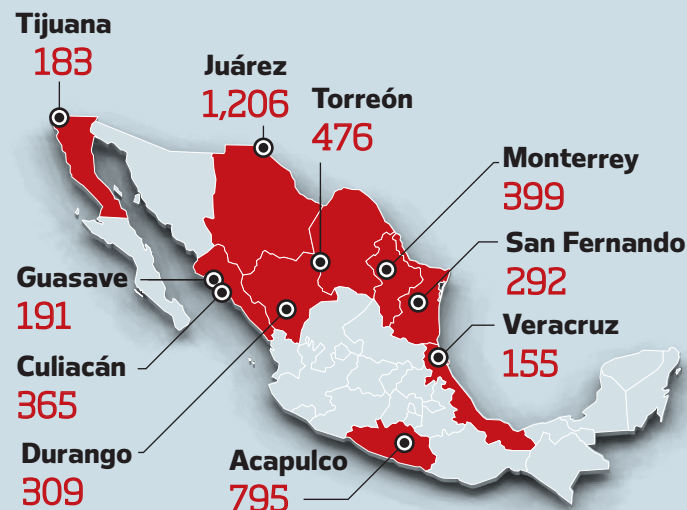 Tijuana
183
Juárez
1,206
Torreón
476
Monterrey
399
San Fernando
292
Guasave
191
Veracruz
155
Culiacán
365
Durango
309
Acapulco
795